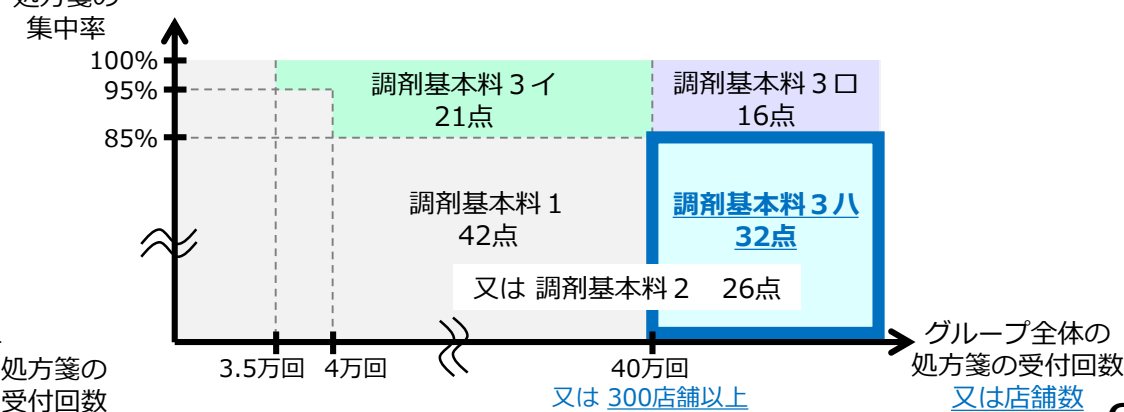 処方箋の
集中率
100%
95%
85%
調剤基本料３イ
21点
調剤基本料３ロ
16点
調剤基本料１
42点
調剤基本料３ハ
32点
又は 調剤基本料２　26点
3.5万回
4万回
40万回
又は 300店舗以上
グループ全体の
処方箋の受付回数
又は店舗数
処方箋の
受付回数